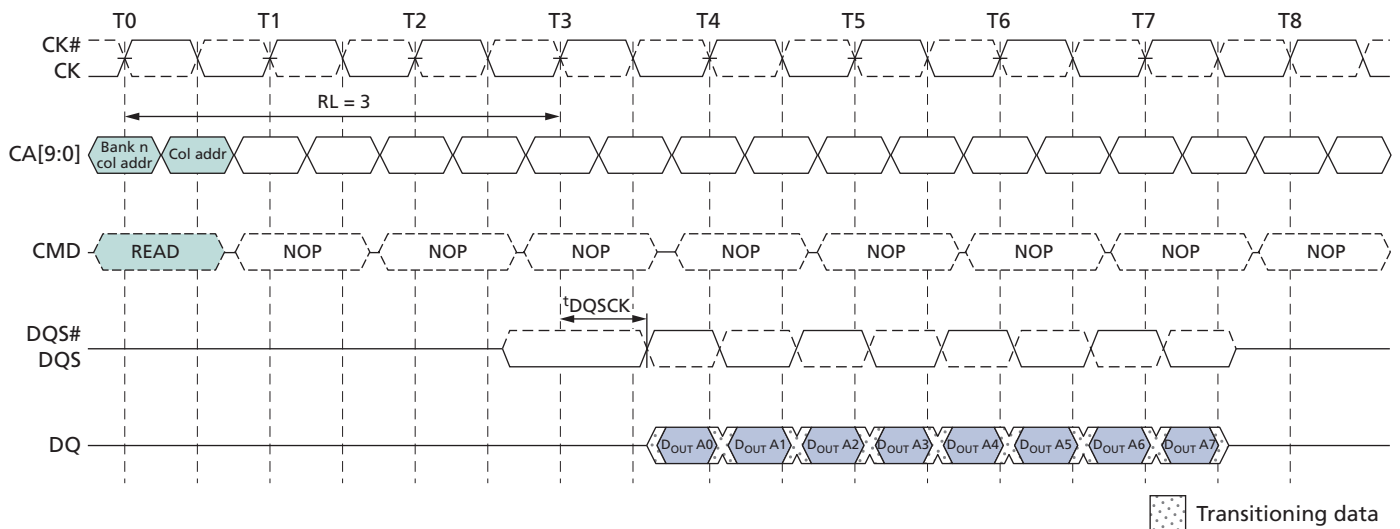 T0 T1 T2 T3 T4 T5 T6 T7 T8
CK#
CK
RL = 3
CA[9:0] Bank n col addr Col addr
CMD READ NOP NOP NOP NOP NOP NOP NOP NOP
tDQSCK
DQS#
DQS
DQ DOUT A0 DOUT A1 DOUT A2 DOUT A3 DOUT A4 DOUT A5 DOUT A6 DOUT A7
Transitioning data